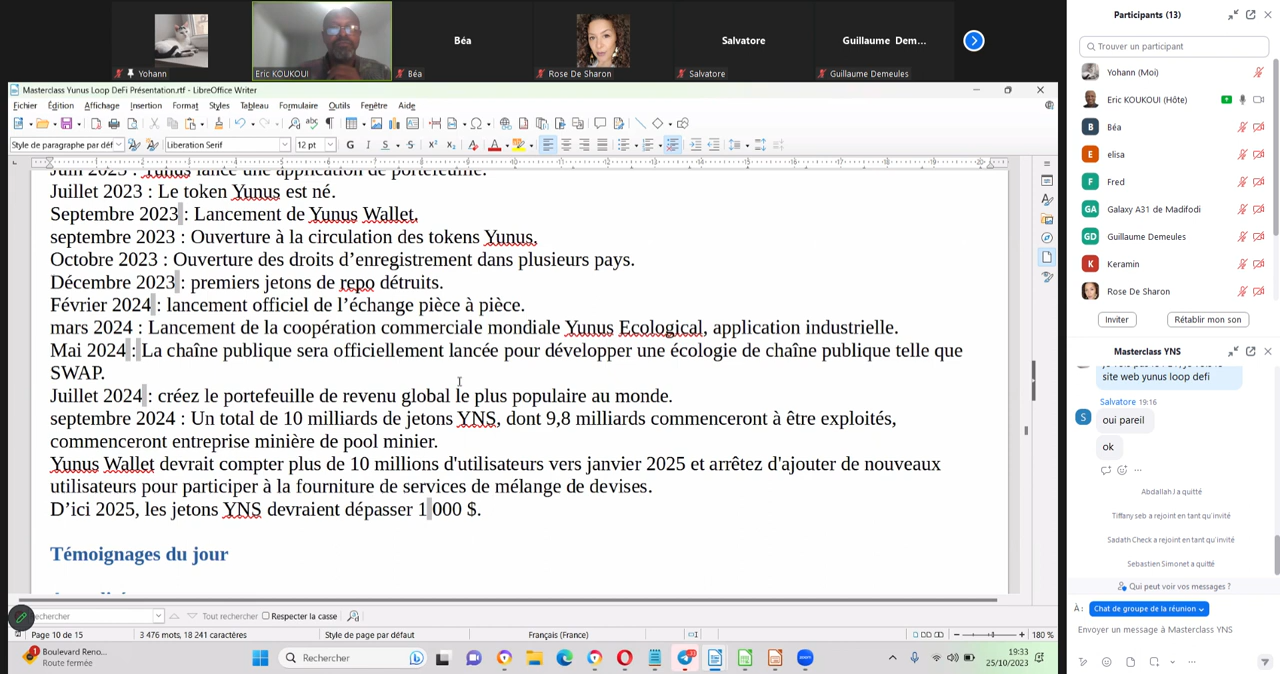 Béa
Salvatore
Guillaume Dem...
Yohann
Eric KOUKOUI
Béa
Rose De Sharon
Salvatore
Guillaume Demeules
Masterclass Yunus Loop DeFi Présentation.rtf - LibreOffice Writer
Fichier Édition Affichage Insertion Format Styles Tableau Formulaire Outils Fenêtre Aide
Style de paragraphe par déf
Liberation Serif
12 pt
Juin 2023 : Yunus lance une application de portefeuille.
Juillet 2023 : Le token Yunus est né.
Septembre 2023 : Lancement de Yunus Wallet.
septembre 2023 : Ouverture à la circulation des tokens Yunus.
Octobre 2023 : Ouverture des droits d’enregistrement dans plusieurs pays.
Décembre 2023 : premiers jetons de repo détruits.
Février 2024 : lancement officiel de l’échange pièce à pièce.
mars 2024 : Lancement de la coopération commerciale mondiale Yunus Ecological, application industrielle.
Mai 2024 : La chaîne publique sera officiellement lancée pour développer une écologie de chaîne publique telle que
SWAP.
Juillet 2024 : créez le portefeuille de revenu global le plus populaire au monde.
septembre 2024 : Un total de 10 milliards de jetons YNS, dont 9,8 milliards commenceront à être exploités,
commenceront entreprise minière de pool minier.
Yunus Wallet devrait compter plus de 10 millions d'utilisateurs vers janvier 2025 et arrêtez d'ajouter de nouveaux
utilisateurs pour participer à la fourniture de services de mélange de devises.
D’ici 2025, les jetons YNS devraient dépasser 1 000 $.
Témoignages du jour
echercher
Tout rechercher
Respecter la casse
Page 10 de 15
3 476 mots, 18 241 caractères
Style de page par défaut
Français (France)
180 %
Boulevard Reno...
Route fermée
Rechercher
19:33
25/10/2023
Participants (13)
Trouver un participant
Yohann (Moi)
Eric KOUKOUI (Hôte)
B Béa
E elisa
F Fred
GA Galaxy A31 de Madifodi
GD Guillaume Demeules
K Keramin
Rose De Sharon
Inviter
Rétablir mon son
Masterclass YNS
site web yunus loop defi
Salvatore 19:16
S oui pareil
ok
Abdallah J a quitté
Tiffany seb a rejoint en tant qu'invité
Sadath Check a rejoint en tant qu'invité
Sebastien Simonet a quitté
Qui peut voir vos messages ?
À : Chat de groupe de la réunion
Envoyer un message à Masterclass YNS